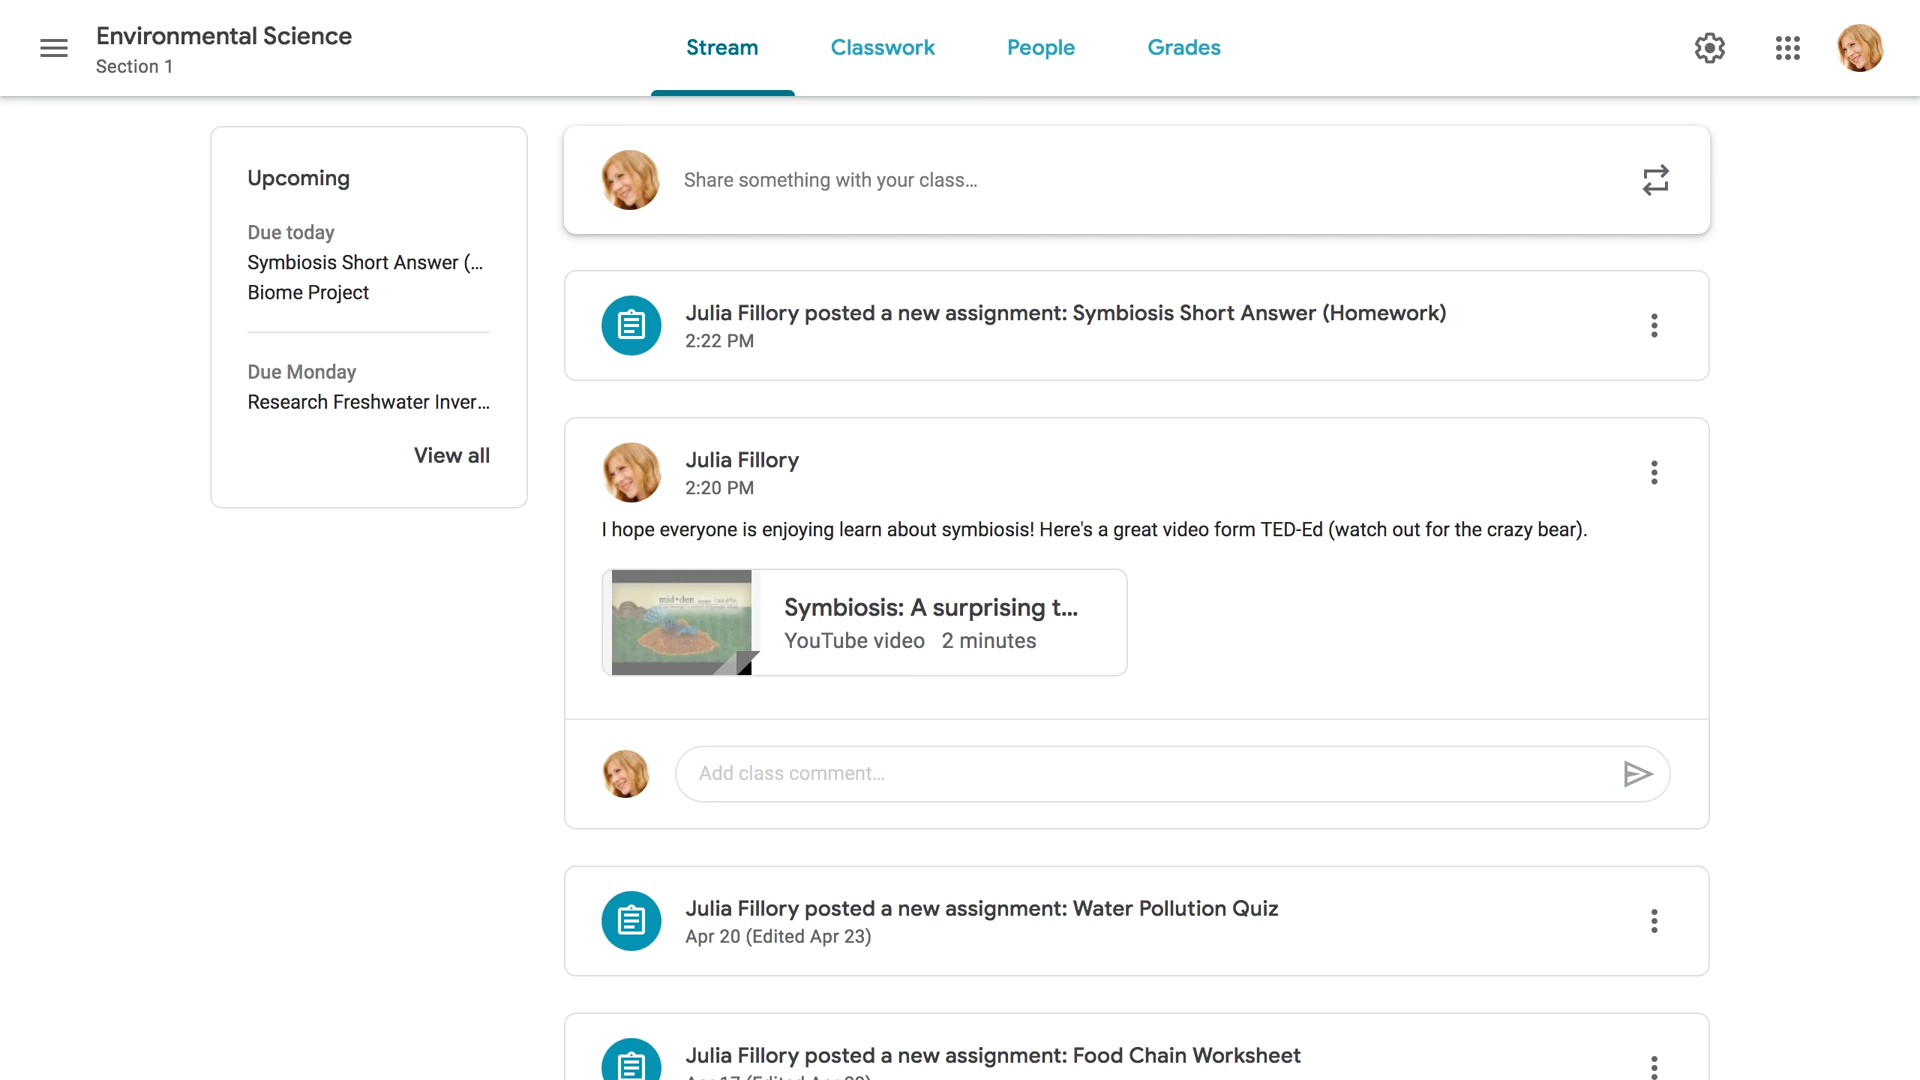 Environmental Science
Section 1
Stream
Classwork
People
Grades
Upcoming
Due today
Symbiosis Short Answer (...
Biome Project
Due Monday
Research Freshwater Inver...
View all
Share something with your class...
Julia Fillory posted a new assignment: Symbiosis Short Answer (Homework)
2:22 PM
Julia Fillory
2:20 PM
I hope everyone is enjoying learn about symbiosis! Here's a great video form TED-Ed (watch out for the crazy bear).
mid•den
Symbiosis: A surprising t...
YouTube video 2 minutes
Add class comment...
Julia Fillory posted a new assignment: Water Pollution Quiz
Apr 20 (Edited Apr 23)
Julia Fillory posted a new assignment: Food Chain Worksheet